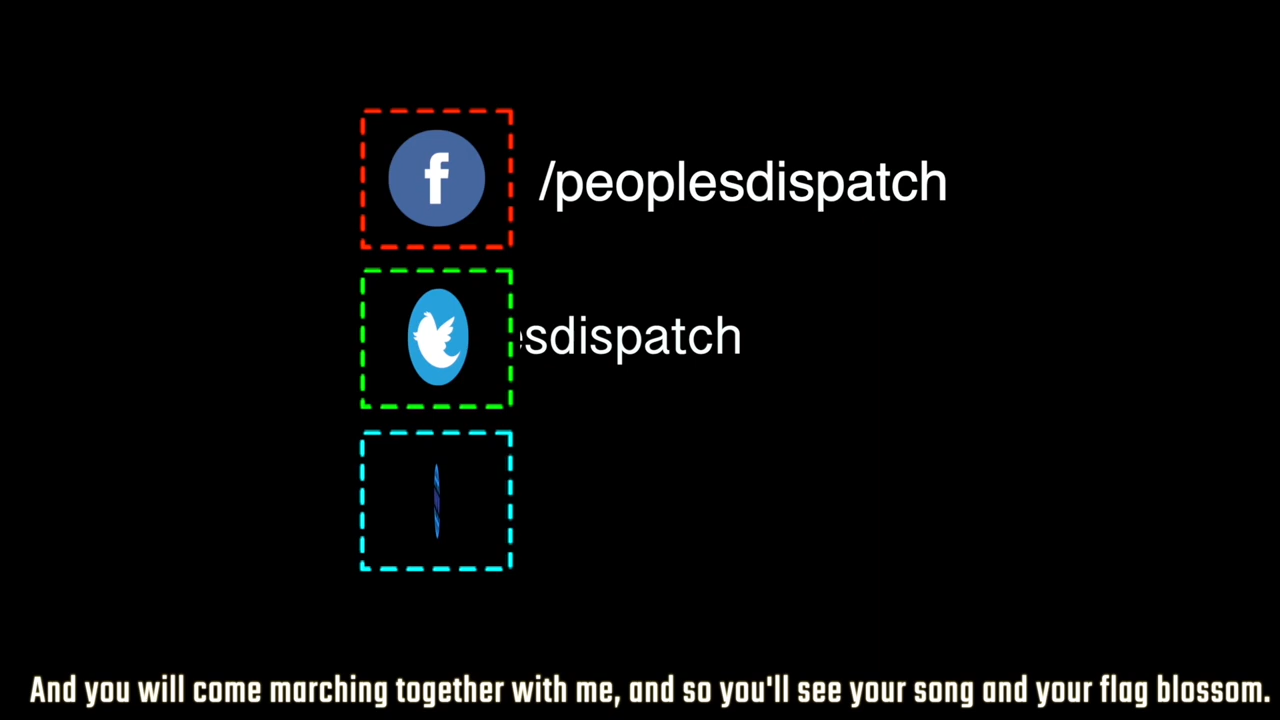 /peoplesdispatch
sdispatch
And you will come marching together with me, and so you'll see your song and your flag blossom.